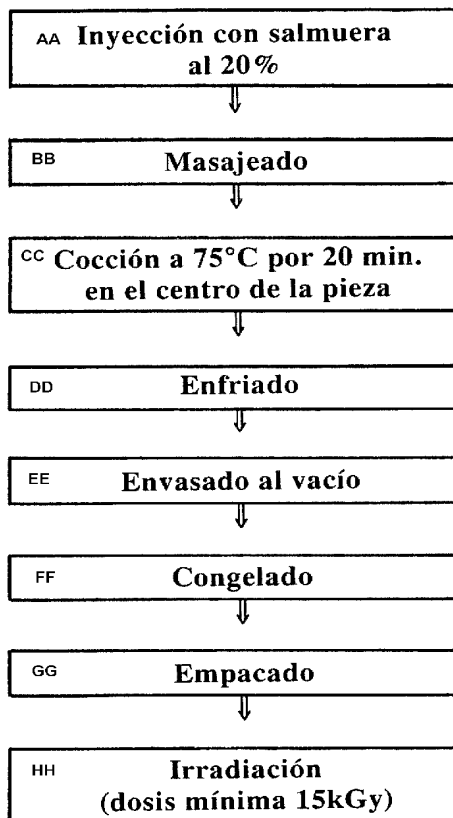 AA Inyección con salmuera
al 20%
BB Masajeado
CC Cocción a 75°C por 20 min.
en el centro de la pieza
DD Enfriado
EE Envasado al vacío
FF Congelado
GG Empacado
HH Irradiación
(dosis mínima 15kGy)